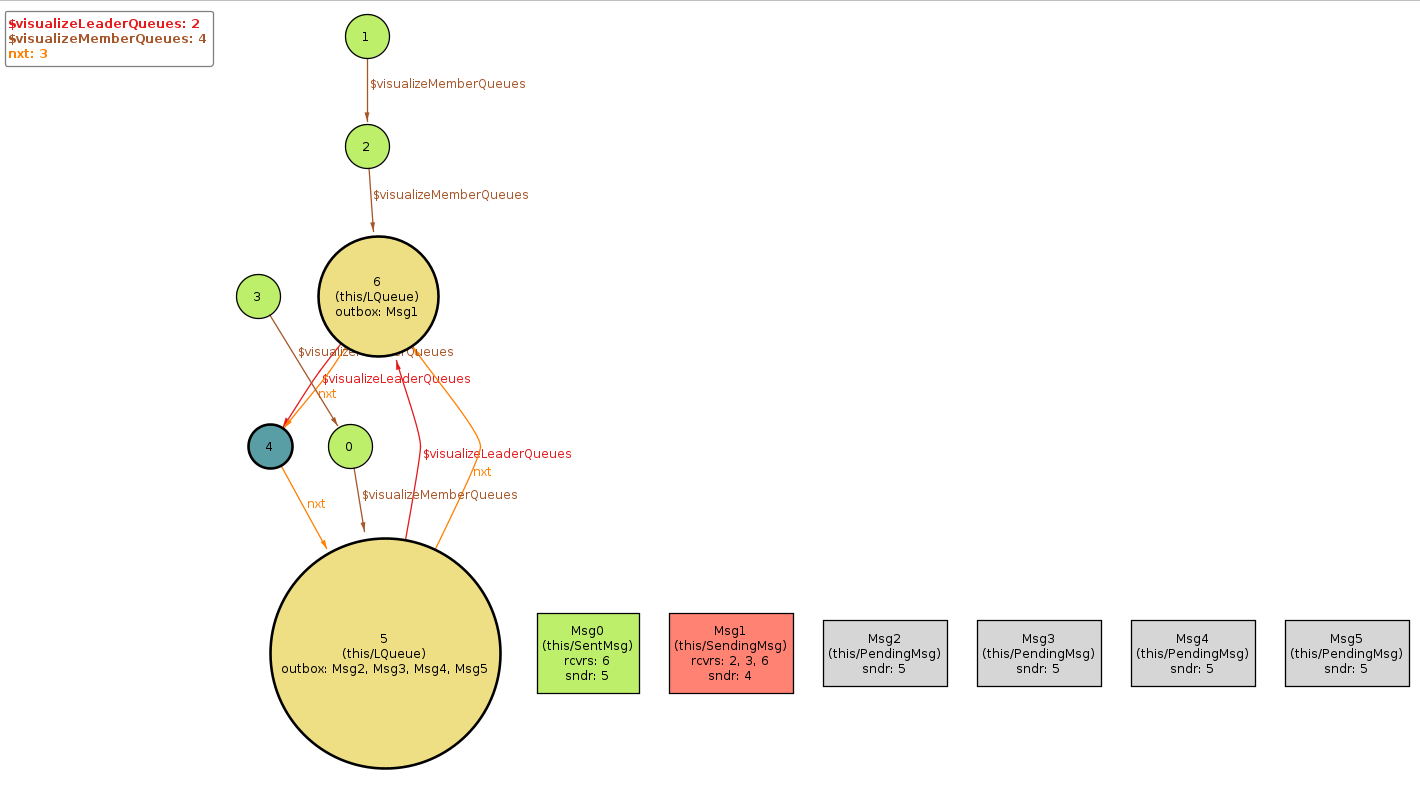 $visualizeLeaderQueues: 2
$visualizeMemberQueues: 4
nxt: 3
1
$visualizeMemberQueues
2
$visualizeMemberQueues
6
(this/LQueue)
outbox: Msg1
3
$visualizeMemberQueues
$visualizeLeaderQueues
nxt
4
0
$visualizeLeaderQueues
nxt
$visualizeMemberQueues
nxt
5
(this/LQueue)
outbox: Msg2, Msg3, Msg4, Msg5
Msg0
(this/SentMsg)
rcvrs: 6
sndr: 5
Msg1
(this/SendingMsg)
rcvrs: 2, 3, 6
sndr: 4
Msg2
(this/PendingMsg)
sndr: 5
Msg3
(this/PendingMsg)
sndr: 5
Msg4
(this/PendingMsg)
sndr: 5
Msg5
(this/PendingMsg)
sndr: 5